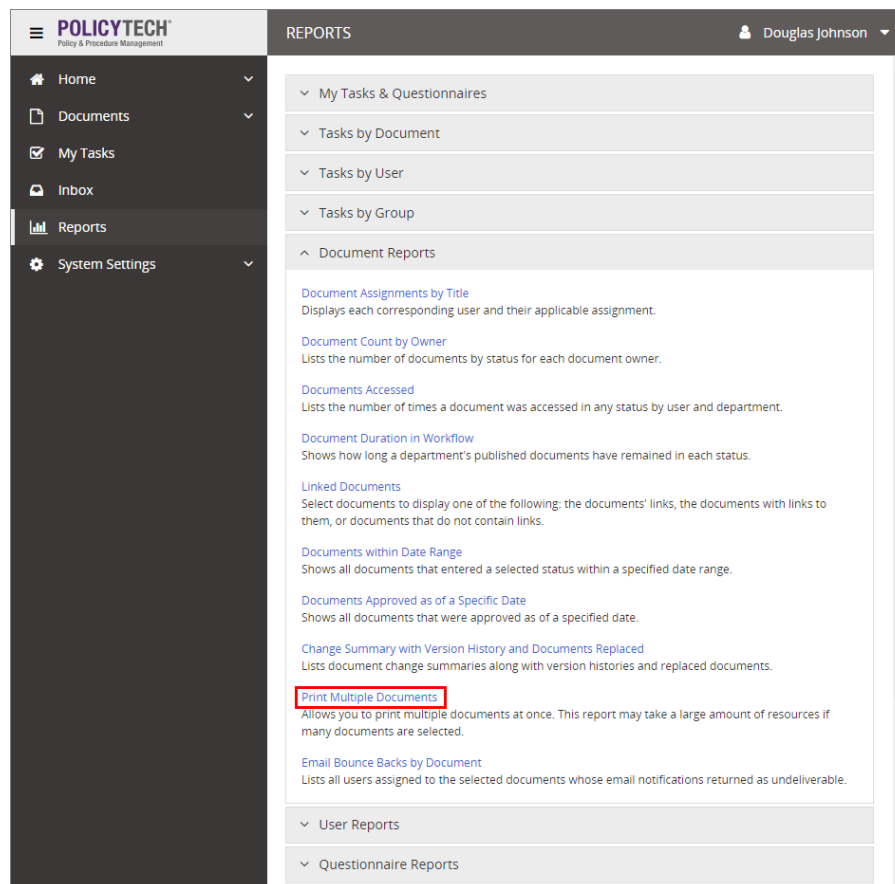 POLICYTECH®
Policy & Procedure Management
REPORTS
Douglas Johnson
Home
Documents
My Tasks
Inbox
Reports
System Settings
My Tasks & Questionnaires
Tasks by Document
Tasks by User
Tasks by Group
Document Reports
Document Assignments by Title
Displays each corresponding user and their applicable assignment.
Document Count by Owner
Lists the number of documents by status for each document owner.
Documents Accessed
Lists the number of times a document was accessed in any status by user and department.
Document Duration in Workflow
Shows how long a department's published documents have remained in each status.
Linked Documents
Select documents to display one of the following: the documents' links, the documents with links to
them, or documents that do not contain links.
Documents within Date Range
Shows all documents that entered a selected status within a specified date range.
Documents Approved as of a Specific Date
Shows all documents that were approved as of a specified date.
Change Summary with Version History and Documents Replaced
Lists document change summaries along with version histories and replaced documents.
Print Multiple Documents
Allows you to print multiple documents at once. This report may take a large amount of resources if
many documents are selected.
Email Bounce Backs by Document
Lists all users assigned to the selected documents whose email notifications returned as undeliverable.
User Reports
Questionnaire Reports